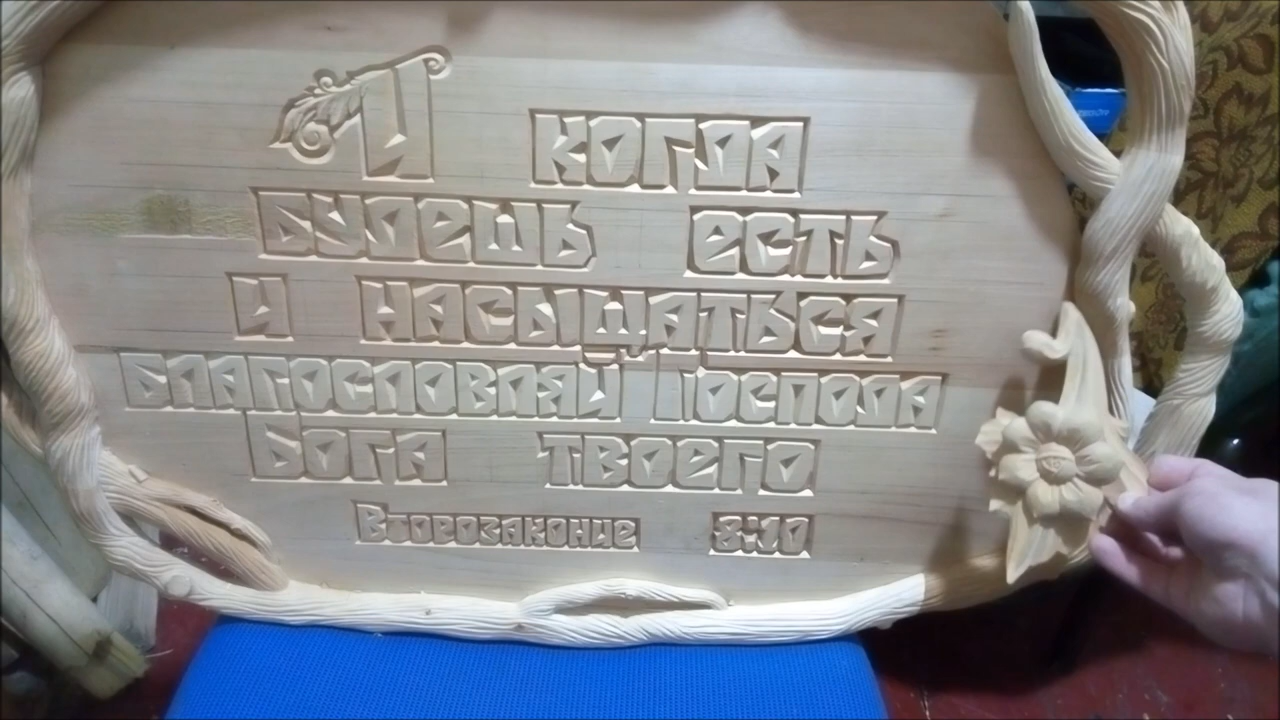 И когда
будешь есть
и насыщаться
благословляй Господа
Бога твоего
Второзаконие 8:10